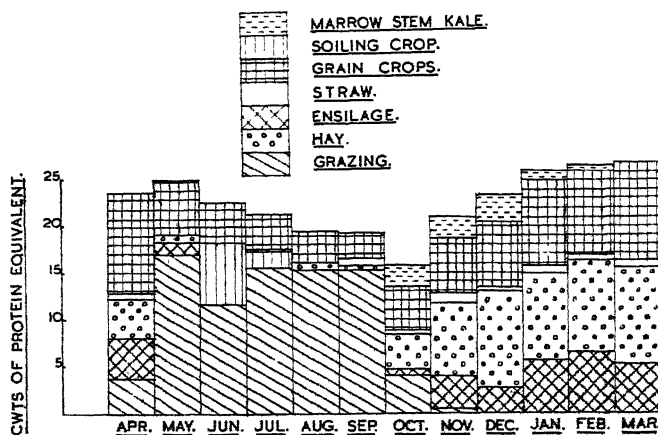 MARROW STEM KALE.
SOILING CROP.
GRAIN CROPS.
STRAW.
ENSILAGE.
HAY.
GRAZING.
CWTS OF PROTEIN EQUIVALENT.
25
20
15
10
5
APR. MAY. JUN. JUL. AUG. SEP. OCT. NOV. DEC. JAN. FEB. MAR